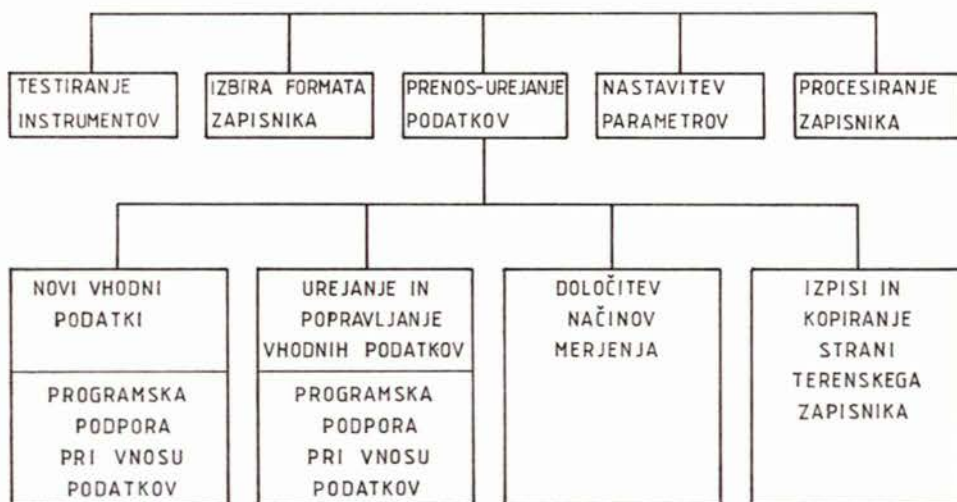 TESTIRANJE
INSTRUMENTOV
IZBIRA FORMATA
ZAPISNIKA
PRENOS-UREJANJE
PODATKOV
NASTAVITEV
PARAMETROV
PROCESIRANJE
ZAPISNIKA
NOVI VHODNI
PODATKI
PROGRAMSKA
PODPORA
PRI VNOSU
PODATKOV
UREJANJE IN
POPRAVLJANJE
VHODNIH PODATKOV
PROGRAMSKA
PODPORA
PRI VNOSU
PODATKOV
DOLOČITEV
NAČINOV
MERJENJA
IZPISI IN
KOPIRANJE
STRANI
TERENSKEGA
ZAPISNIKA